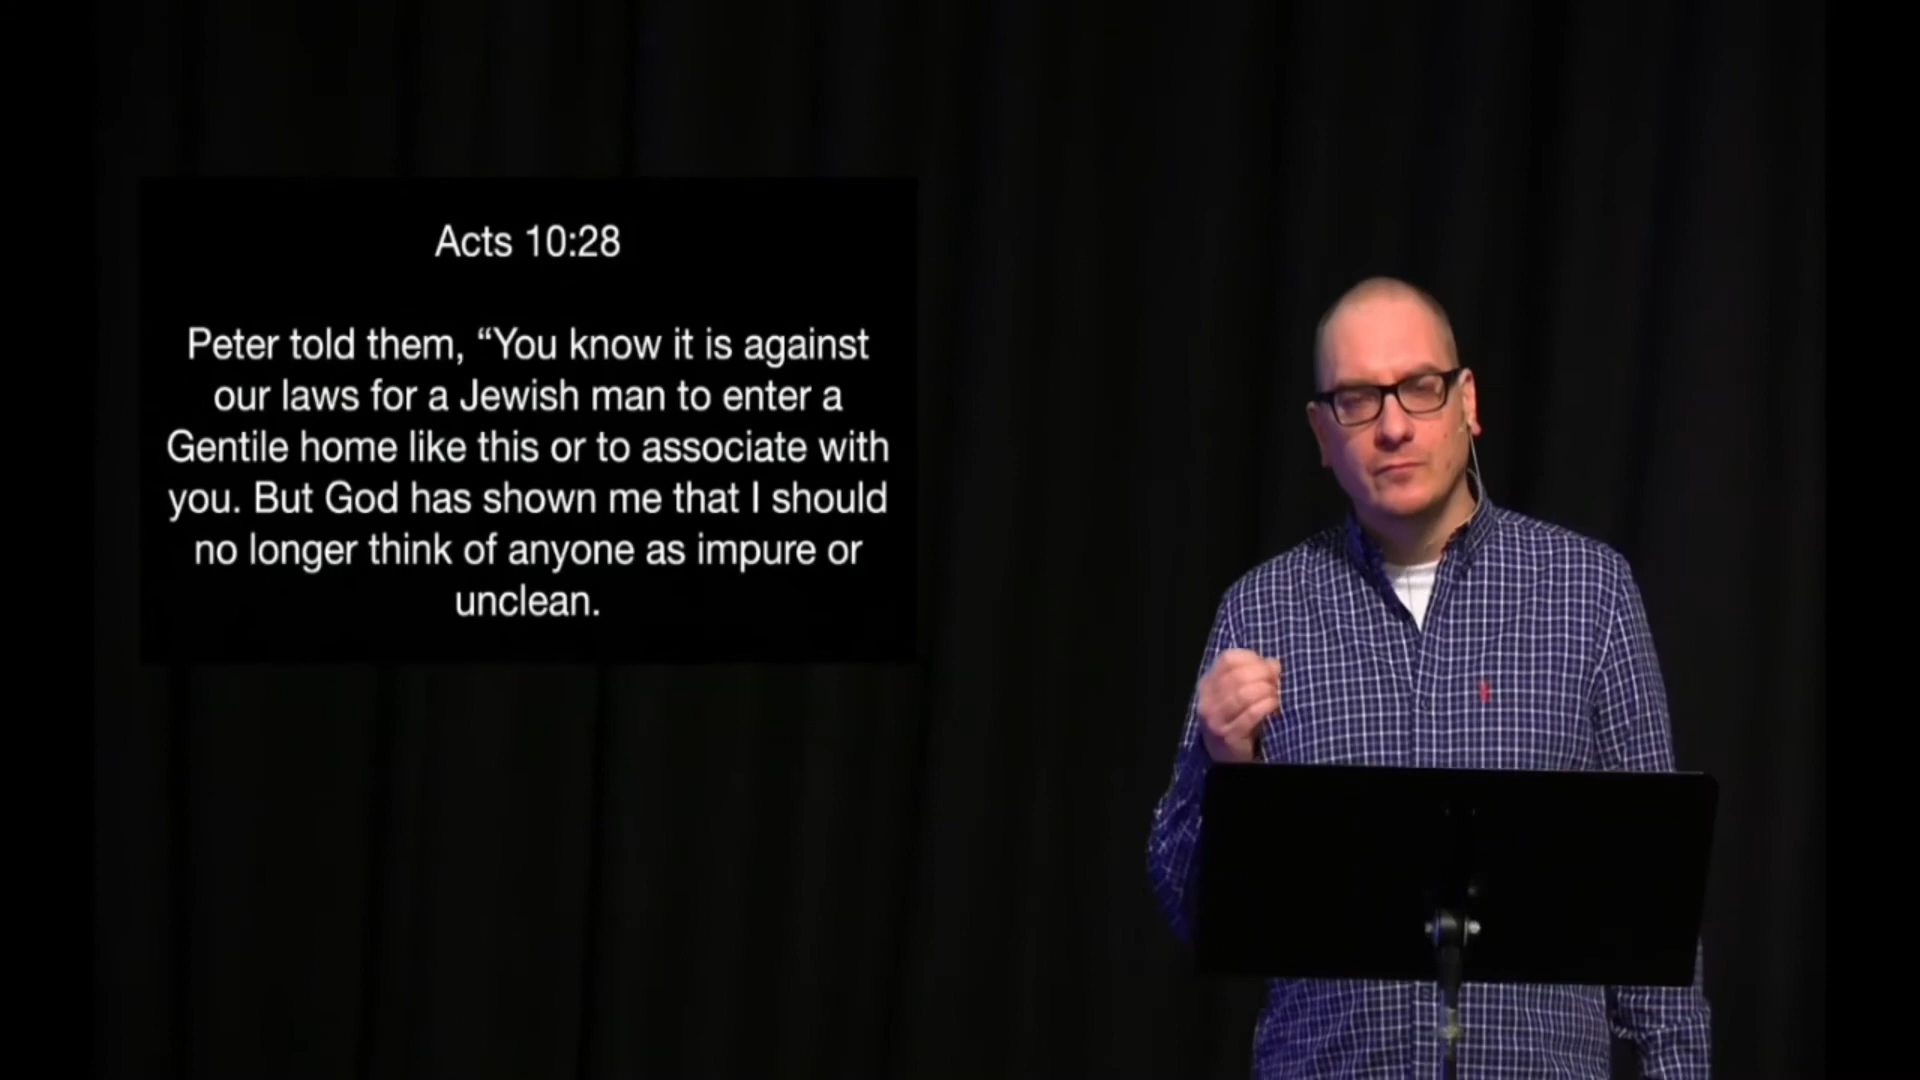 Acts 10:28
Peter told them, “You know it is against
our laws for a Jewish man to enter a
Gentile home like this or to associate with
you. But God has shown me that I should
no longer think of anyone as impure or
unclean.